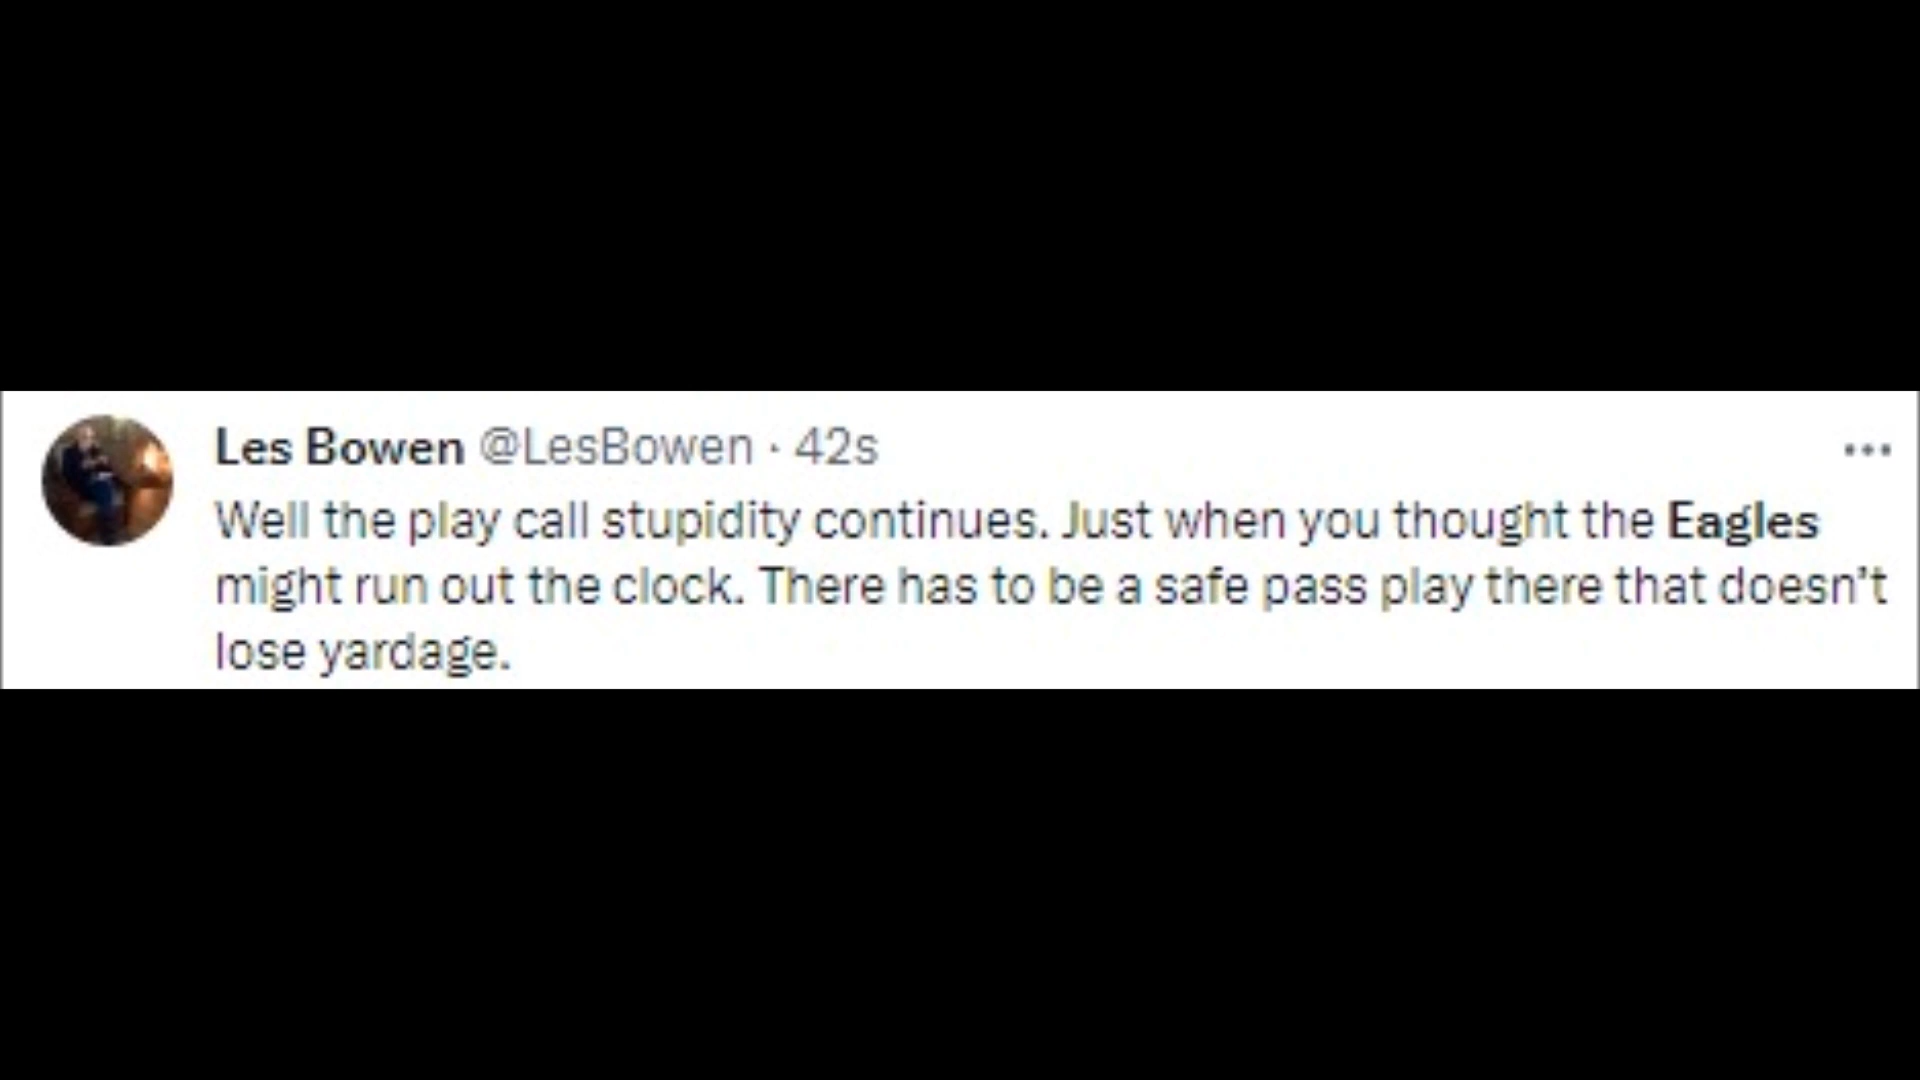 Les Bowen @LesBowen · 42s
Well the play call stupidity continues. Just when you thought the Eagles
might run out the clock. There has to be a safe pass play there that doesn't
lose yardage.